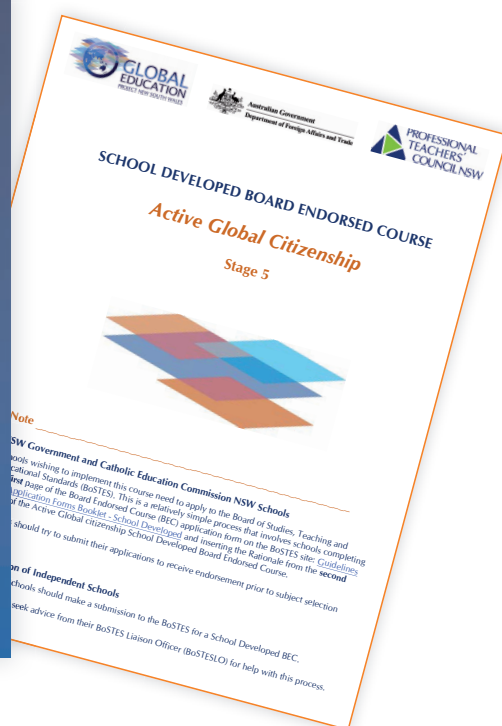 GLOBAL
EDUCATION
PROJECT NEW SOUTH WALES
Australian Government
Department of Foreign Affairs and Trade
PROFESSIONAL
TEACHERS'
COUNCIL NSW
SCHOOL DEVELOPED BOARD ENDORSED COURSE
Active Global Citizenship
Stage 5
Note
SW Government and Catholic Education Commission NSW Schools
ools wishing to implement this course need to apply to the Board of Studies, Teaching and
cational Standards (BoSTES). This is a relatively simple process that involves schools completing
irst page of the Board Endorsed Course (BEC) application form on the BoSTES site: Guidelines
pplication Forms Booklet - School Developed and inserting the Rationale from the second
of the Active Global citizenship School Developed Board Endorsed Course.
should try to submit their applications to receive endorsement prior to subject selection
on of Independent Schools
chools should make a submission to the BoSTES for a School Developed BEC.
seek advice from their BoSTES Liaison Officer (BoSTESLO) for help with this process.